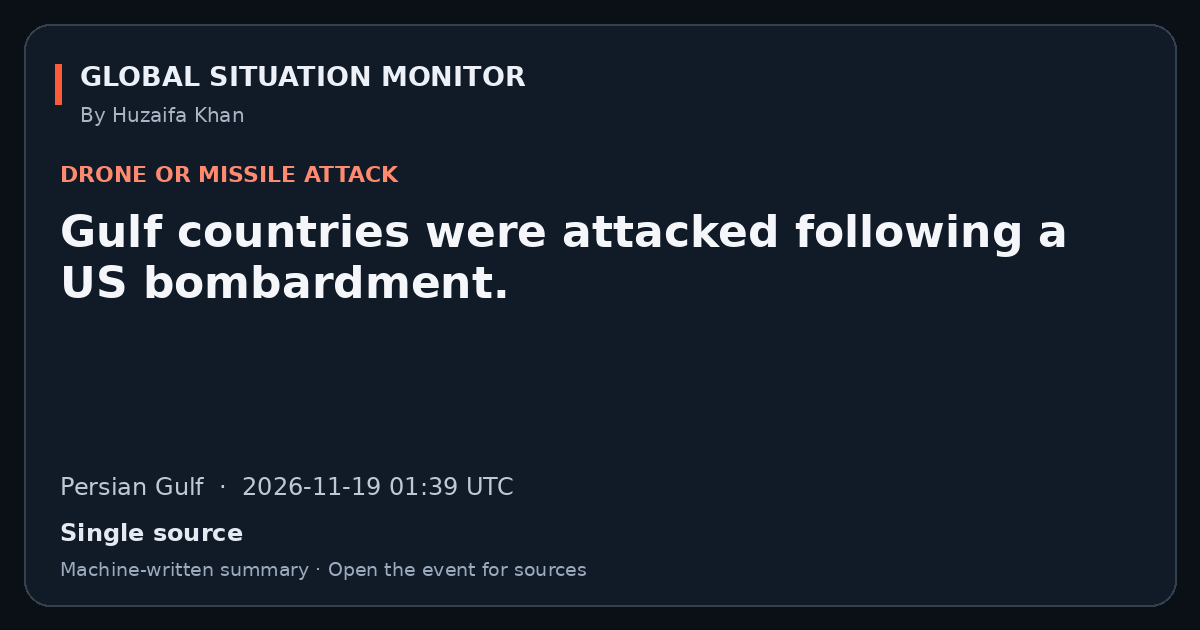 GLOBAL SITUATION MONITOR
By Huzaifa Khan
DRONE OR MISSILE ATTACK
Gulf countries were attacked following a
US bombardment.
Persian Gulf · 2026-11-19 01:39 UTC
Single source
Machine-written summary · Open the event for sources